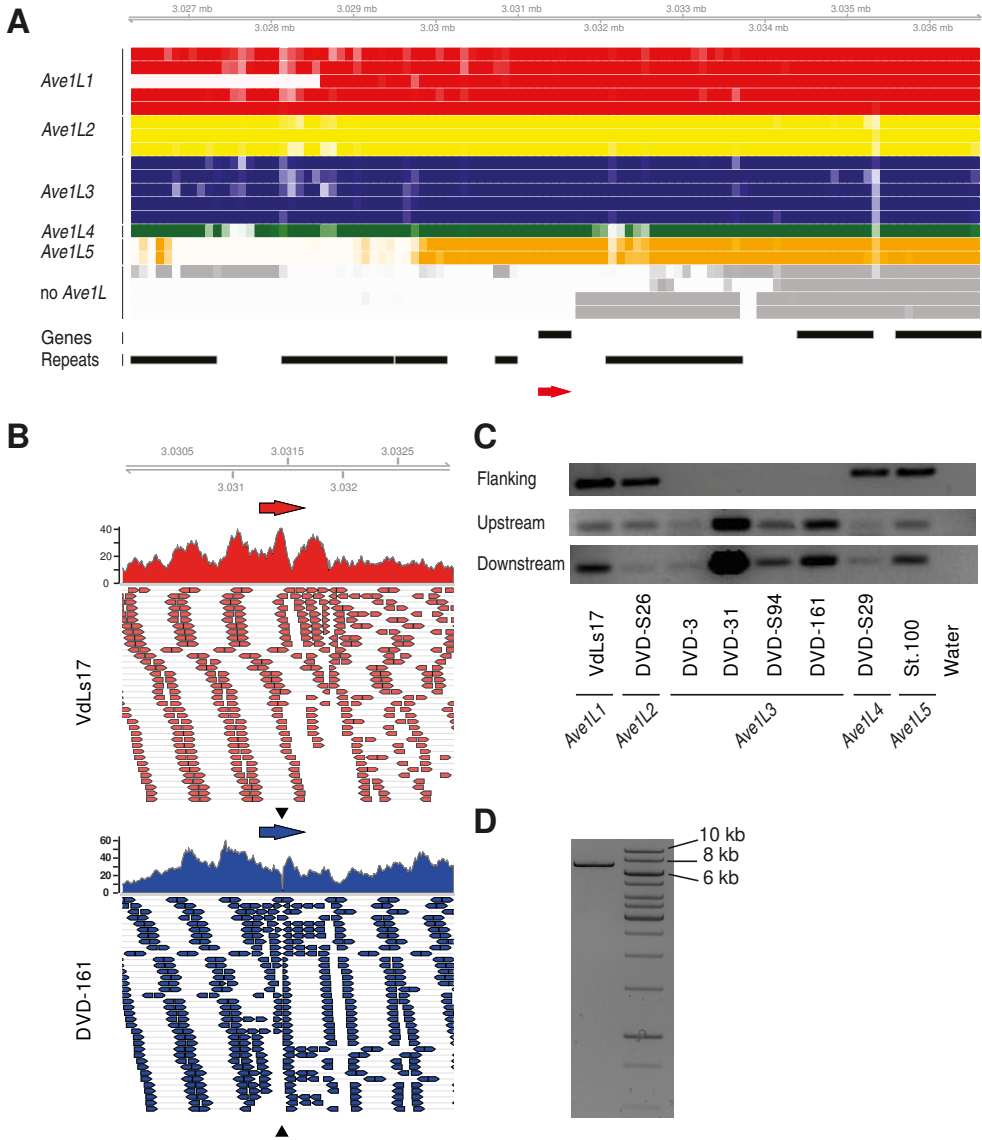 A
3.027 mb
3.029 mb
3.031 mb
3.033 mb
3.035 mb
3.028 mb
3.03 mb
3.032 mb
3.034 mb
3.036 mb
Ave1L1
Ave1L2
Ave1L3
Ave1L4
Ave1L5
no Ave1L
Genes
Repeats
B
3.0305
3.0315
3.0325
3.031
3.032
40
20
0
VdLs17
60
40
20
0
DVD-161
C
Flanking
Upstream
Downstream
VdLs17
DVD-S26
DVD-3
DVD-31
DVD-S94
DVD-161
DVD-S29
St.100
Water
Ave1L1
Ave1L2
Ave1L3
Ave1L4
Ave1L5
D
10 kb
8 kb
6 kb